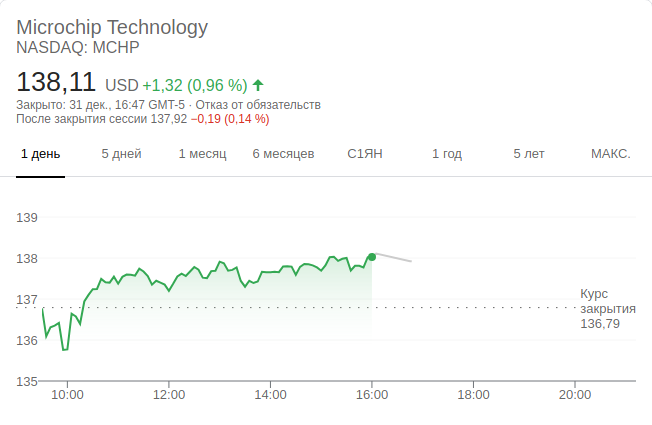 Microchip Technology
NASDAQ: MCHP
138,11 USD +1,32 (0,96 %)
Закрыто: 31 дек., 16:47 GMT-5 · Отказ от обязательств
После закрытия сессии 137,92 −0,19 (0,14 %)
1 день 5 дней 1 месяц 6 месяцев С1ЯН 1 год 5 лет МАКС.
139
138
137
136
135
Курс
закрытия
136,79
10:00 12:00 14:00 16:00 18:00 20:00